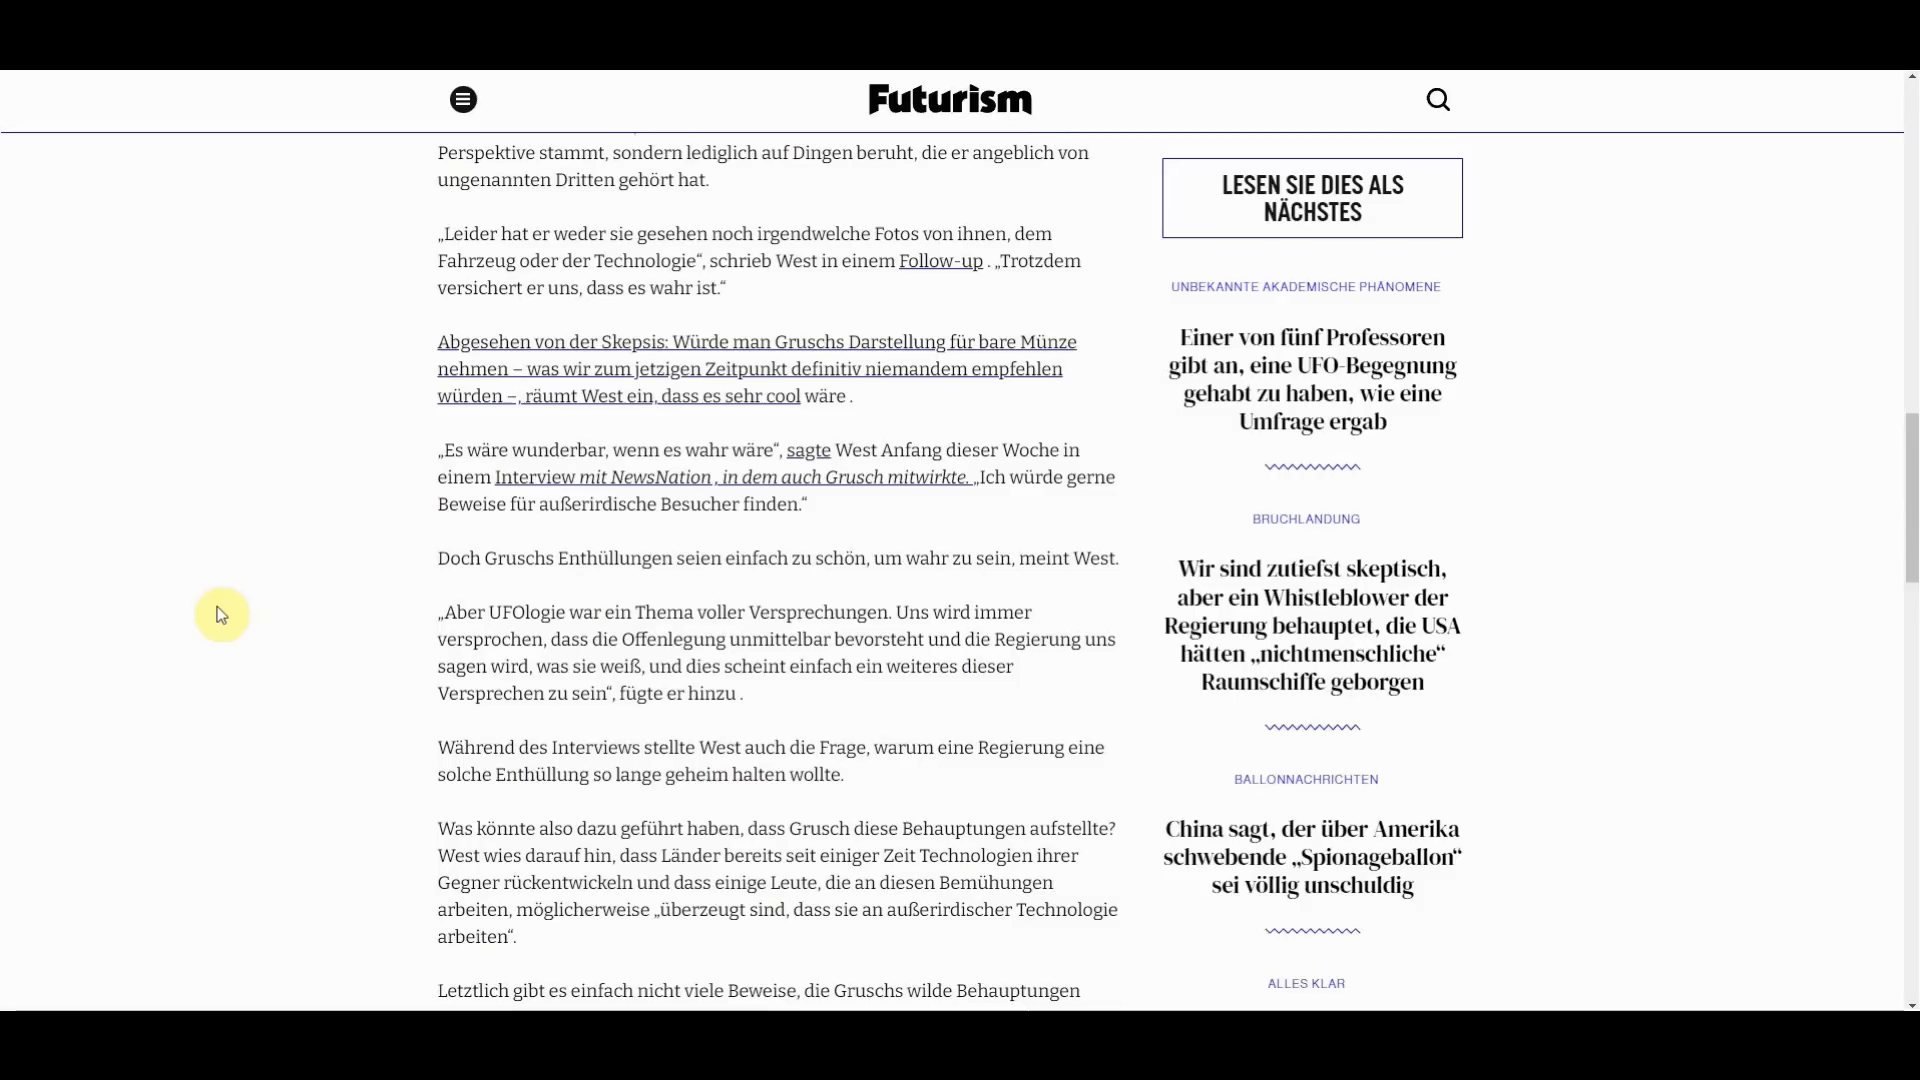 Futurism
Perspektive stammt, sondern lediglich auf Dingen beruht, die er angeblich von
ungenannten Dritten gehört hat.
„Leider hat er weder sie gesehen noch irgendwelche Fotos von ihnen, dem
Fahrzeug oder der Technologie“, schrieb West in einem Follow-up . „Trotzdem
versichert er uns, dass es wahr ist.“
Abgesehen von der Skepsis: Würde man Gruschs Darstellung für bare Münze
nehmen – was wir zum jetzigen Zeitpunkt definitiv niemandem empfehlen
würden –, räumt West ein, dass es sehr cool wäre .
„Es wäre wunderbar, wenn es wahr wäre“, sagte West Anfang dieser Woche in
einem Interview mit NewsNation , in dem auch Grusch mitwirkte. „Ich würde gerne
Beweise für außerirdische Besucher finden.“
Doch Gruschs Enthüllungen seien einfach zu schön, um wahr zu sein, meint West.
„Aber UFOlogie war ein Thema voller Versprechungen. Uns wird immer
versprochen, dass die Offenlegung unmittelbar bevorsteht und die Regierung uns
sagen wird, was sie weiß, und dies scheint einfach ein weiteres dieser
Versprechen zu sein“, fügte er hinzu .
Während des Interviews stellte West auch die Frage, warum eine Regierung eine
solche Enthüllung so lange geheim halten wollte.
Was könnte also dazu geführt haben, dass Grusch diese Behauptungen aufstellte?
West wies darauf hin, dass Länder bereits seit einiger Zeit Technologien ihrer
Gegner rückentwickeln und dass einige Leute, die an diesen Bemühungen
arbeiten, möglicherweise „überzeugt sind, dass sie an außerirdischer Technologie
arbeiten“.
Letztlich gibt es einfach nicht viele Beweise, die Gruschs wilde Behauptungen
LESEN SIE DIES ALS
NÄCHSTES
UNBEKANNTE AKADEMISCHE PHÄNOMENE
Einer von fünf Professoren
gibt an, eine UFO-Begegnung
gehabt zu haben, wie eine
Umfrage ergab
BRUCHLANDUNG
Wir sind zutiefst skeptisch,
aber ein Whistleblower der
Regierung behauptet, die USA
hätten „nichtmenschliche“
Raumschiffe geborgen
BALLONNACHRICHTEN
China sagt, der über Amerika
schwebende „Spionageballon“
sei völlig unschuldig
ALLES KLAR